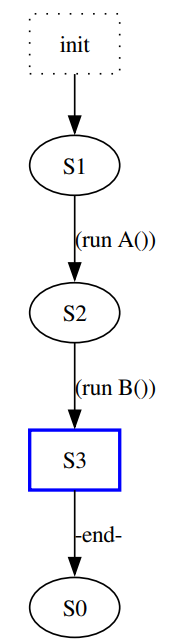 init
S1
(run A())
S2
(run B())
S3
-end-
S0